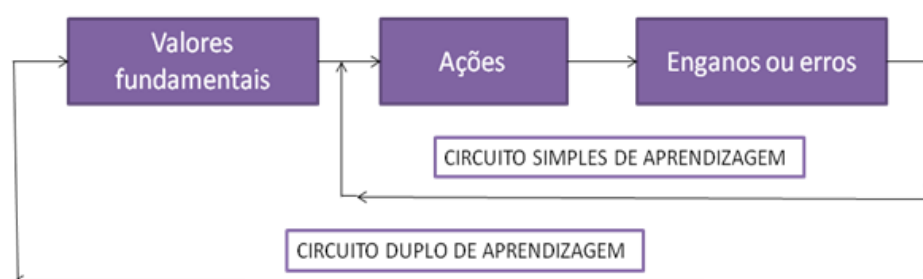 Valores
fundamentais
Ações
Enganos ou erros
CIRCUITO SIMPLES DE APRENDIZAGEM
CIRCUITO DUPLO DE APRENDIZAGEM